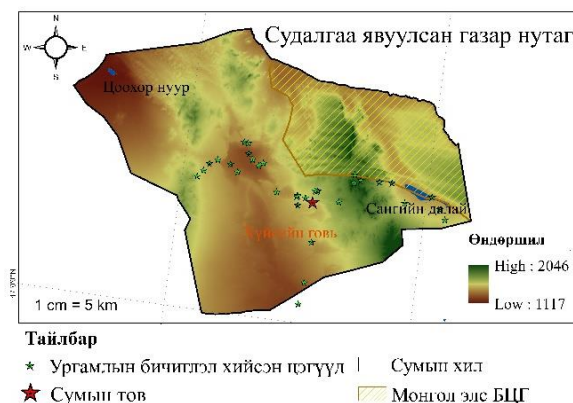 Судалгаа явуулсан газар нутаг
N
W E
S
Цоохор нуур
Сангийн далай
говь
Өндөршил
High : 2046
Low : 1117
1 cm = 5 km
Тайлбар
Ургамлын бичиглэл хийсэн цэгүүд
Сумын хил
Сумын төв
Монгол элс БЦГ